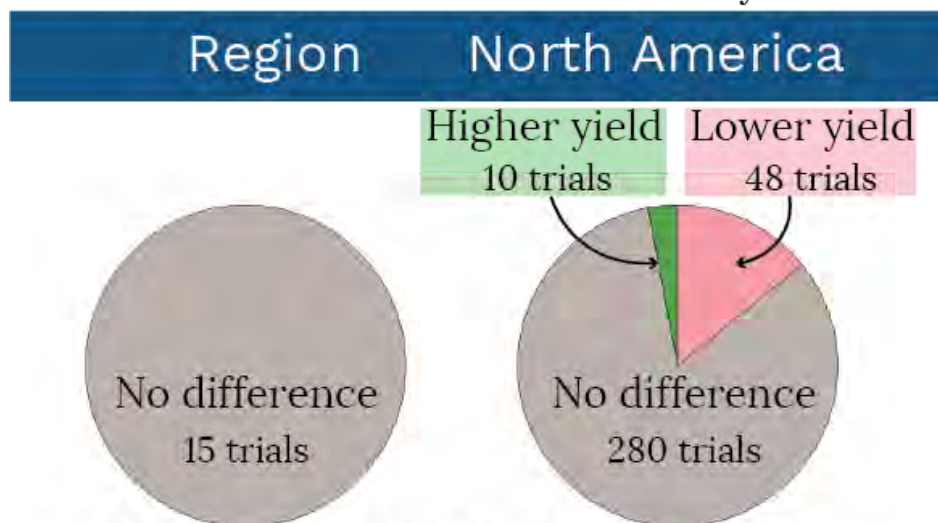 Region North America
Higher yield Lower yield
10 trials 48 trials
No difference No difference
15 trials 280 trials